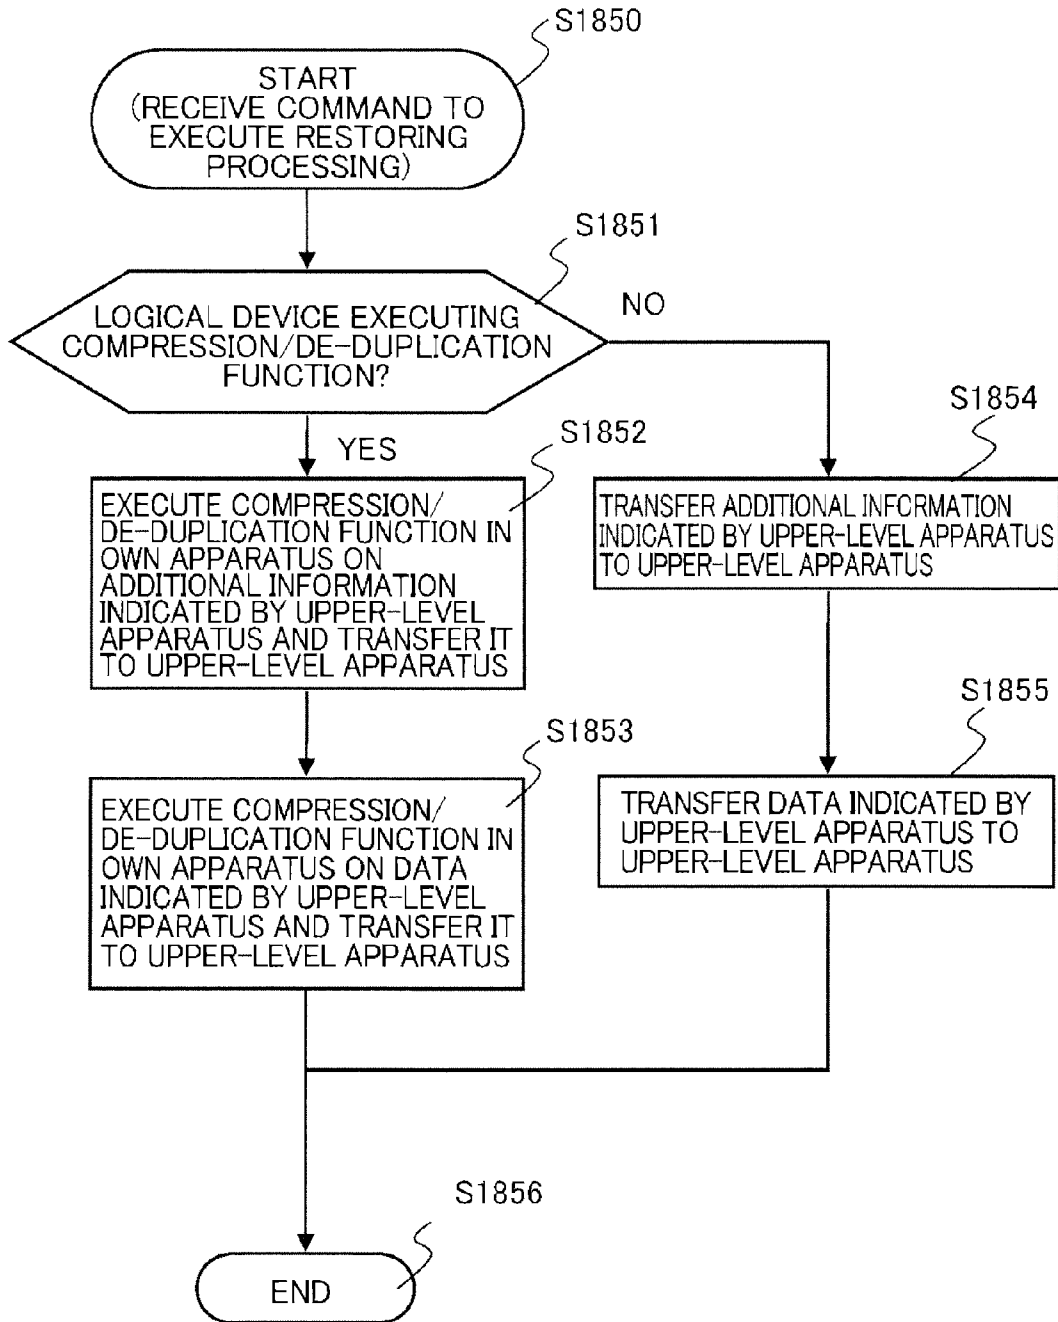 S1850
START
(RECEIVE COMMAND TO
EXECUTE RESTORING
PROCESSING)
S1851
LOGICAL DEVICE EXECUTING
COMPRESSION/DE-DUPLICATION
FUNCTION?
NO
YES
S1852
EXECUTE COMPRESSION/
DE-DUPLICATION FUNCTION IN
OWN APPARATUS ON
ADDITIONAL INFORMATION
INDICATED BY UPPER-LEVEL
APPARATUS AND TRANSFER IT
TO UPPER-LEVEL APPARATUS
S1853
EXECUTE COMPRESSION/
DE-DUPLICATION FUNCTION IN
OWN APPARATUS ON DATA
INDICATED BY UPPER-LEVEL
APPARATUS AND TRANSFER IT
TO UPPER-LEVEL APPARATUS
S1854
TRANSFER ADDITIONAL INFORMATION
INDICATED BY UPPER-LEVEL APPARATUS
TO UPPER-LEVEL APPARATUS
S1855
TRANSFER DATA INDICATED BY
UPPER-LEVEL APPARATUS TO
UPPER-LEVEL APPARATUS
S1856
END